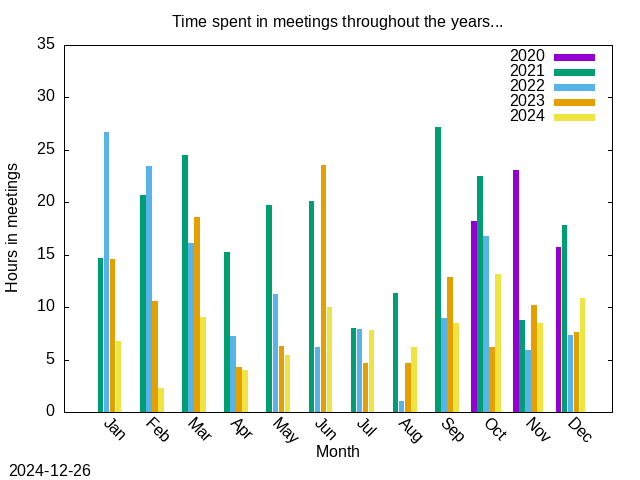 Time spent in meetings throughout the years...
Hours in meetings
35
30
25
20
15
10
5
0
2020
2021
2022
2023
2024
Jan
Feb
Mar
Apr
May
Jun
Jul
Aug
Sep
Oct
Nov
Dec
Month
2024-12-26